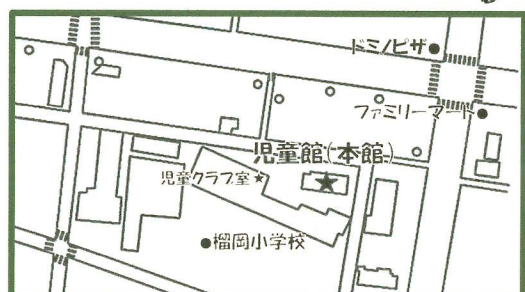 ドミノピザ
ファミリーマート
児童館(本館)
児童クラブ室
榴岡小学校